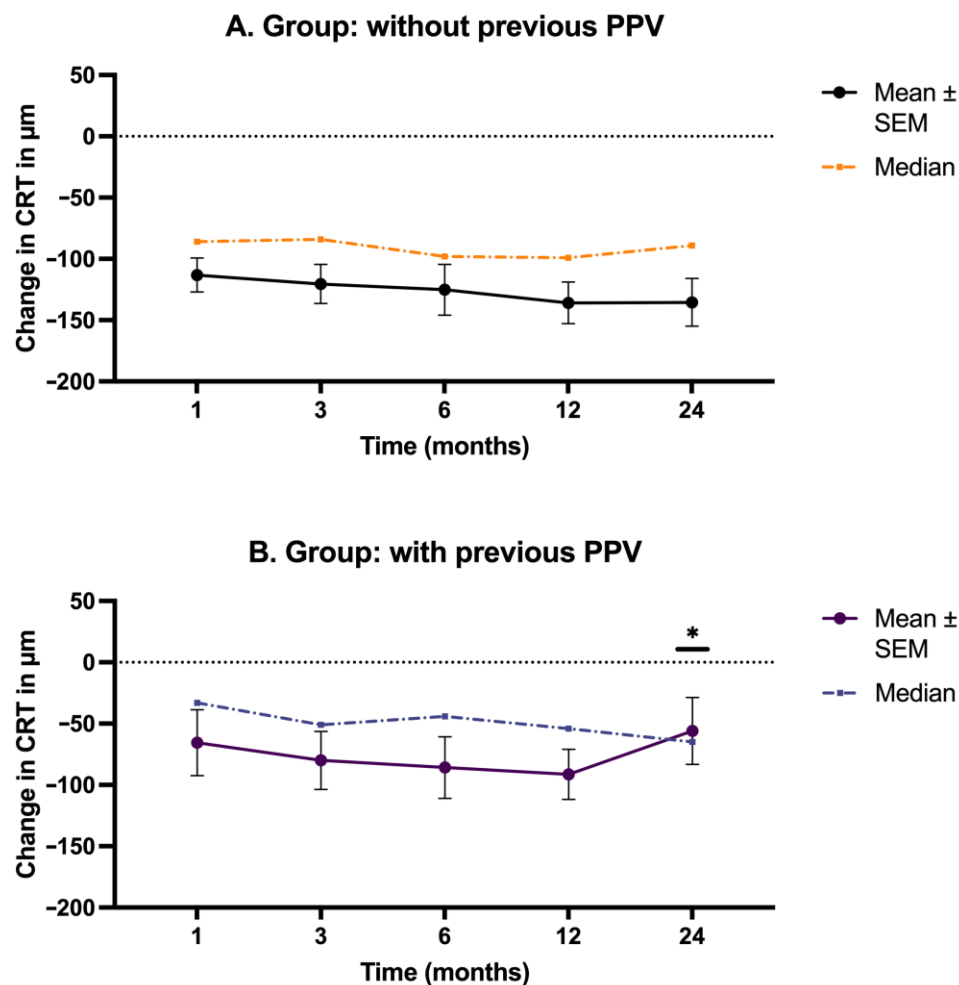 A. Group: without previous PPV
Change in CRT in µm
50
0
−50
−100
−150
−200
1 3 6 12 24
Time (months)
Mean ±
SEM
Median
B. Group: with previous PPV
Change in CRT in µm
50
0
−50
−100
−150
−200
*
1 3 6 12 24
Time (months)
Mean ±
SEM
Median